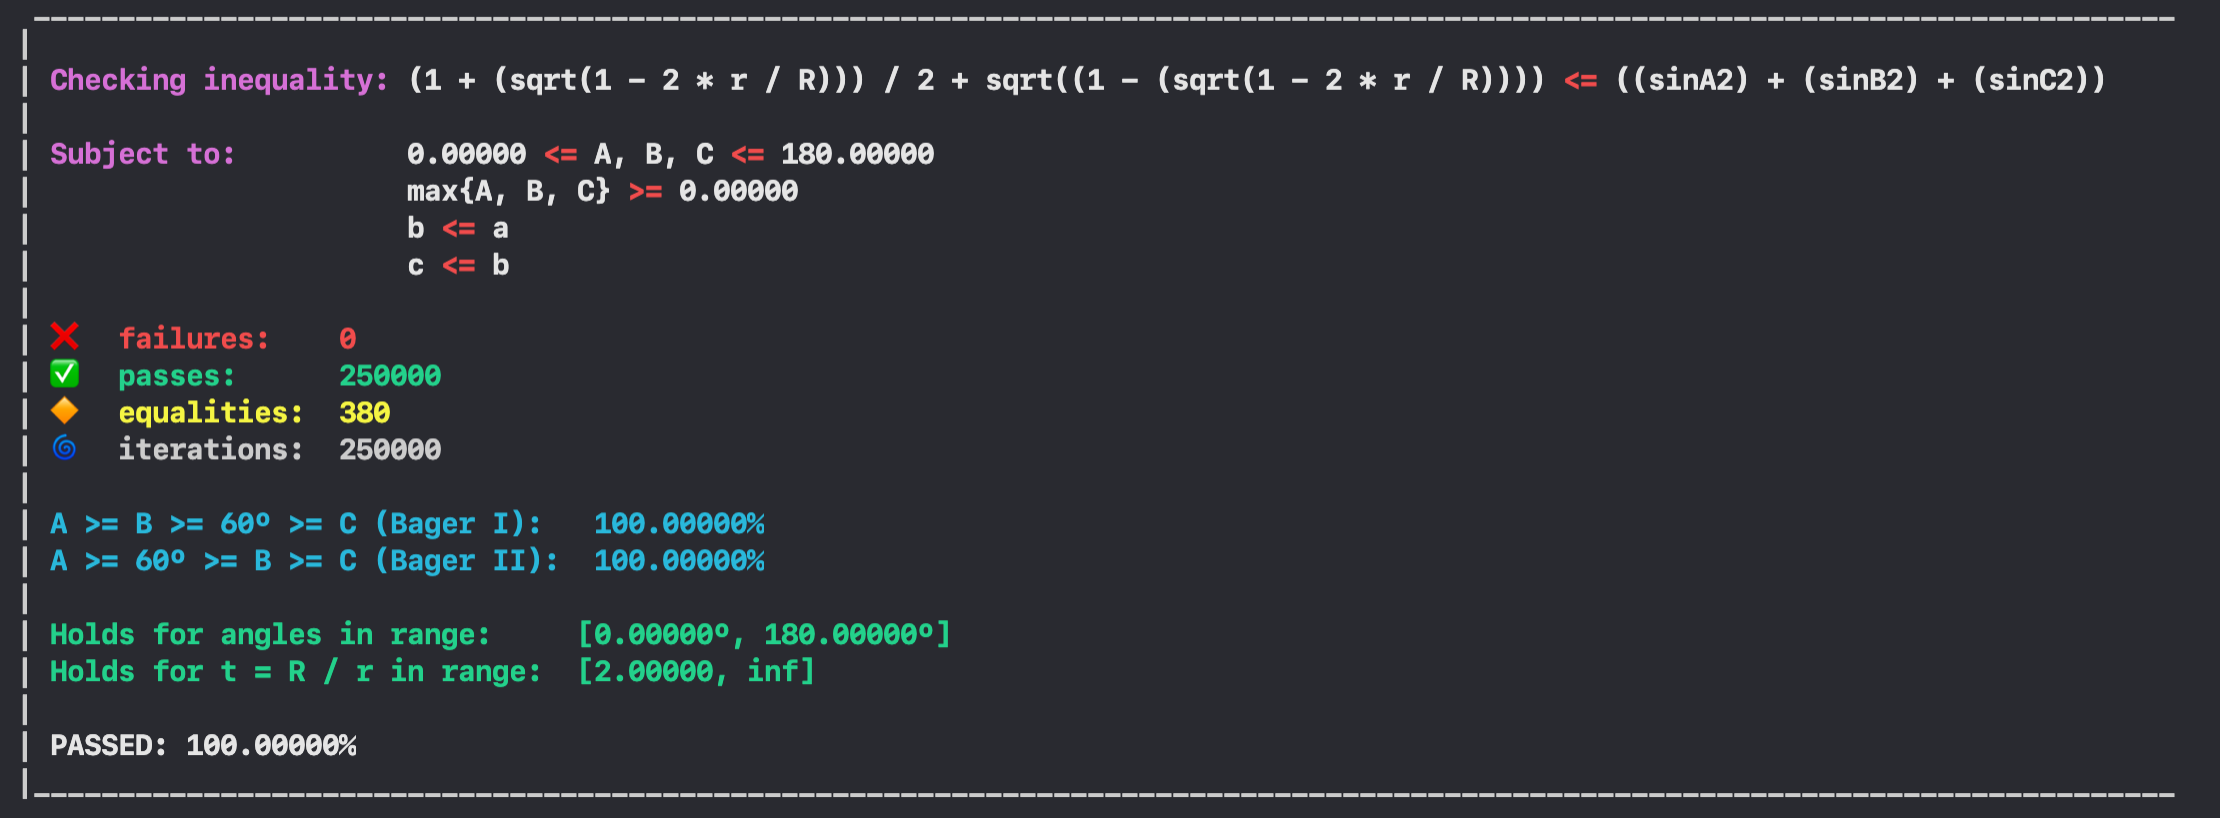 Checking inequality: (1 + (sqrt(1 - 2 * r / R))) / 2 + sqrt((1 - (sqrt(1 - 2 * r / R)))) <= ((sinA2) + (sinB2) + (sinC2))
Subject to: 0.00000 <= A, B, C <= 180.00000
max{A, B, C} >= 0.00000
b <= a
c <= b
❌ failures: 0
✅ passes: 250000
🔶 equalities: 380
🌀 iterations: 250000
A >= B >= 60º >= C (Bager I): 100.00000%
A >= 60º >= B >= C (Bager II): 100.00000%
Holds for angles in range: [0.00000º, 180.00000º]
Holds for t = R / r in range: [2.00000, inf]
PASSED: 100.00000%